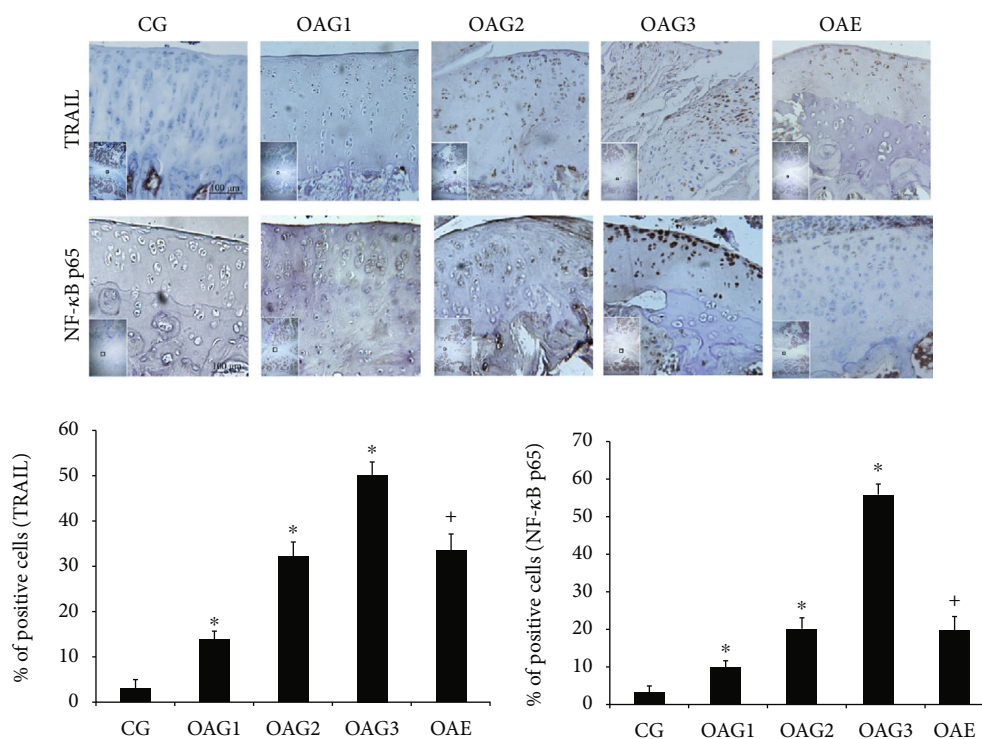 CG OAG1 OAG2 OAG3 OAE
TRAIL
100 μm
NF-κB p65
100 μm
% of positive cells (TRAIL)
60
50
40
30
20
10
0
* * * +
CG OAG1 OAG2 OAG3 OAE
% of positive cells (NF-κB p65)
70
60
50
40
30
20
10
0
* * * +
CG OAG1 OAG2 OAG3 OAE